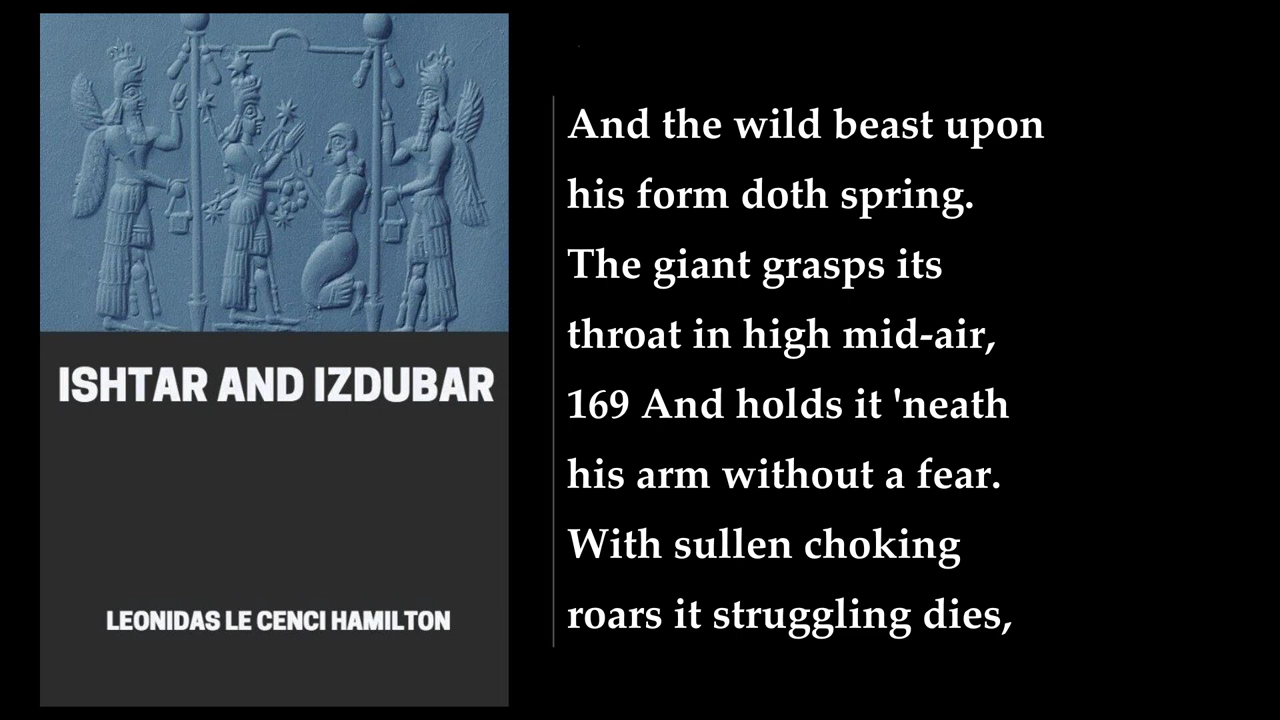 ISHTAR AND IZDUBAR
LEONIDAS LE CENCI HAMILTON
And the wild beast upon
his form doth spring.
The giant grasps its
throat in high mid-air,
169 And holds it 'neath
his arm without a fear.
With sullen choking
roars it struggling dies,